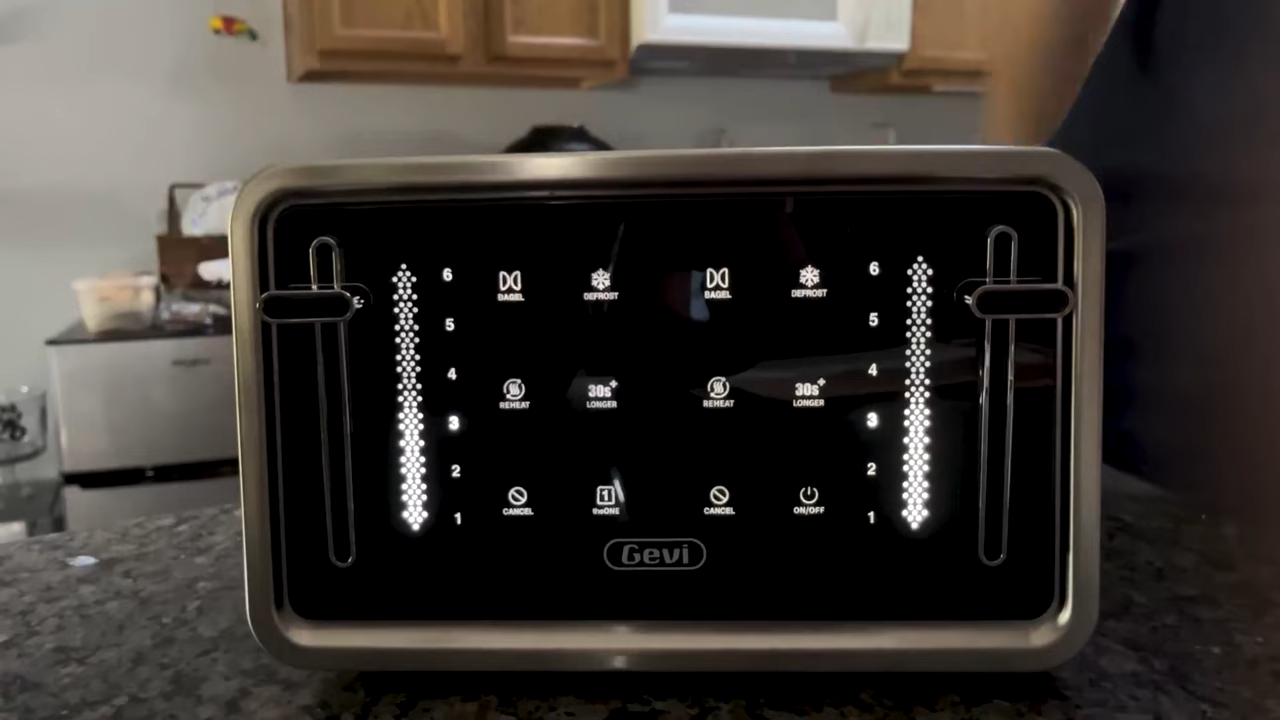 6 BAGEL DEFROST BAGEL DEFROST 6
5 5
4 4
REHEAT 30s+ LONGER REHEAT 30s+ LONGER
3 3
2 2
CANCEL 1 theONE CANCEL ON/OFF
1 1
Gevi